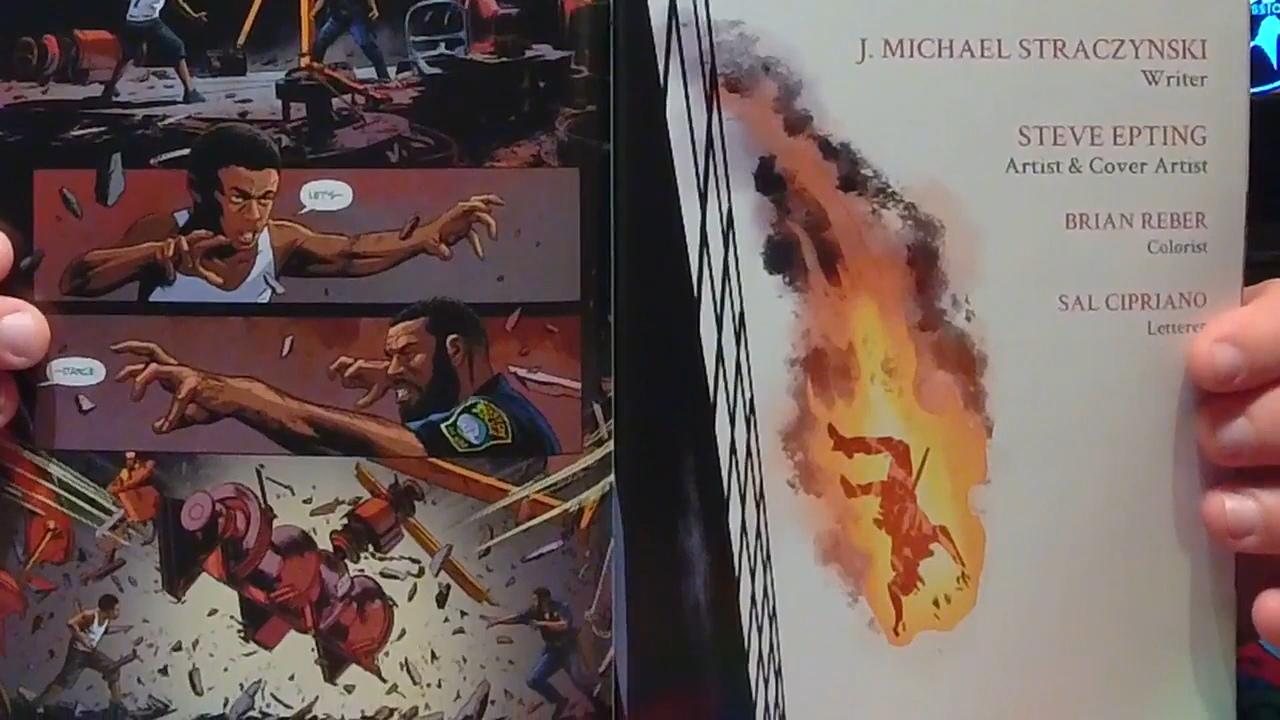 LET'S--
--DANCE
J. MICHAEL STRACZYNSKI
Writer
STEVE EPTING
Artist & Cover Artist
BRIAN REBER
Colorist
SAL CIPRIANO
Letterer